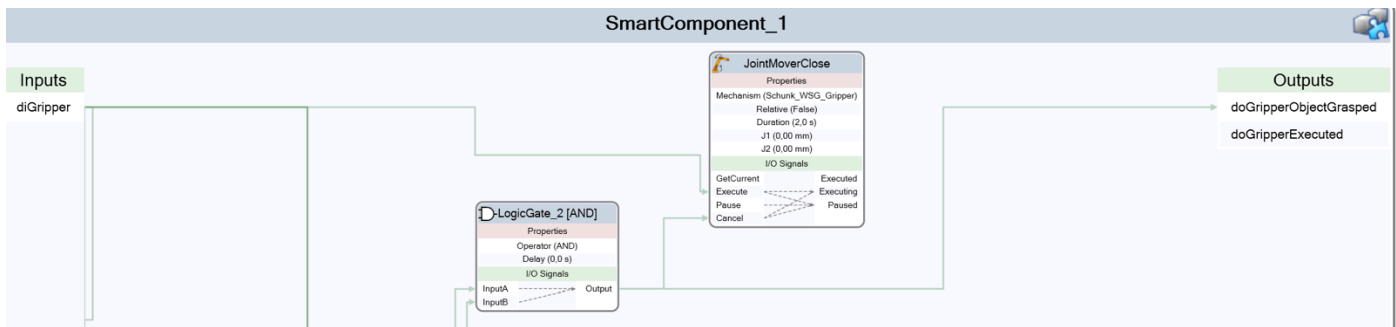 SmartComponent_1
Inputs
diGripper
JointMoverClose
Properties
Mechanism (Schunk_WSG_Gripper)
Relative (False)
Duration (2,0 s)
J1 (0,00 mm)
J2 (0,00 mm)
I/O Signals
GetCurrent Executed
Execute Executing
Pause Paused
Cancel
LogicGate_2 [AND]
Properties
Operator (AND)
Delay (0,0 s)
I/O Signals
InputA Output
InputB
Outputs
doGripperObjectGrasped
doGripperExecuted